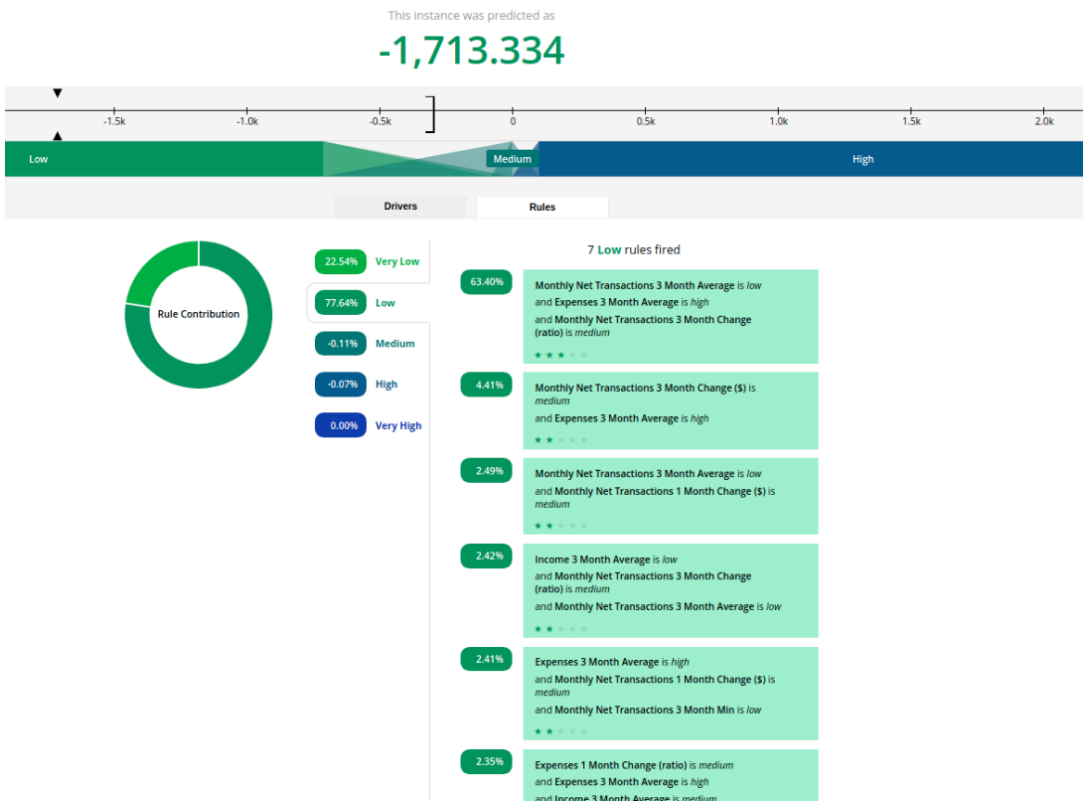 This instance was predicted as
-1,713.334
-1.5k -1.0k -0.5k 0 0.5k 1.0k 1.5k 2.0k
Low Medium High
Drivers Rules
Rule Contribution
22.54% Very Low
77.64% Low
-0.11% Medium
-0.07% High
0.00% Very High
7 Low rules fired
63.40%
Monthly Net Transactions 3 Month Average is low
and Expenses 3 Month Average is high
and Monthly Net Transactions 3 Month Change
(ratio) is medium
4.41%
Monthly Net Transactions 3 Month Change ($) is
medium
and Expenses 3 Month Average is high
2.49%
Monthly Net Transactions 3 Month Average is low
and Monthly Net Transactions 1 Month Change ($) is
medium
2.42%
Income 3 Month Average is low
and Monthly Net Transactions 3 Month Change
(ratio) is medium
and Monthly Net Transactions 3 Month Average is low
2.41%
Expenses 3 Month Average is high
and Monthly Net Transactions 1 Month Change ($) is
medium
and Monthly Net Transactions 3 Month Min is low
2.35%
Expenses 1 Month Change (ratio) is medium
and Expenses 3 Month Average is high
and Income 3 Month Average is medium